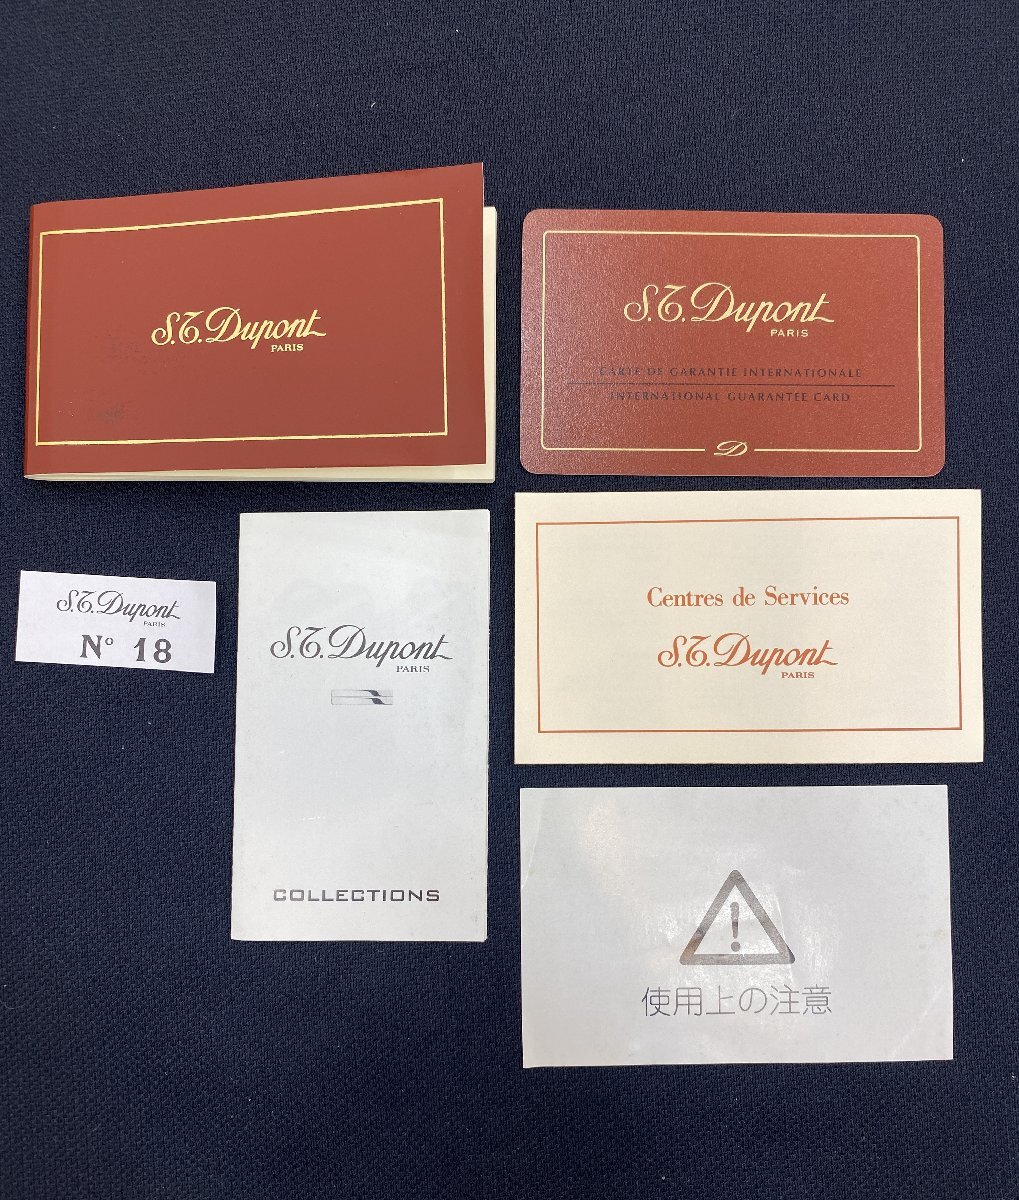 S.T. Dupont
PARIS
S.T. Dupont
PARIS
CARTE DE GARANTIE INTERNATIONALE
INTERNATIONAL GUARANTEE CARD
D
S.T. Dupont
PARIS
Nº 18
S.T. Dupont
PARIS
COLLECTIONS
Centres de Services
S.T. Dupont
PARIS
使用上の注意